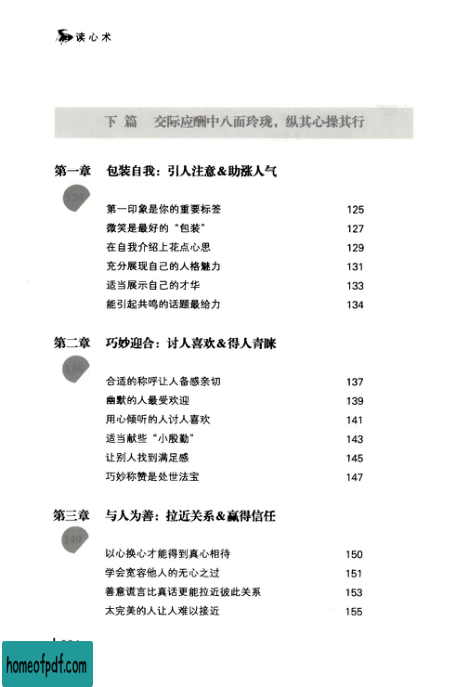 读心术
下篇 交际应酬中八面玲珑，纵其心操其行
第一章 包装自我：引人注意&助涨人气
124
第一印象是你的重要标签 125
微笑是最好的“包装” 127
在自我介绍上花点心思 129
充分展现自己的人格魅力 131
适当展示自己的才华 133
能引起共鸣的话题最给力 134
第二章 巧妙迎合：讨人喜欢&得人青睐
136
合适的称呼让人备感亲切 137
幽默的人最受欢迎 139
用心倾听的人讨人喜欢 141
适当献些“小殷勤” 143
让别人找到满足感 145
巧妙称赞是处世法宝 147
第三章 与人为善：拉近关系&赢得信任
149
以心换心才能得到真心相待 150
学会宽容他人的无心之过 151
善意谎言比真话更能拉近彼此关系 153
太完美的人让人难以接近 155
homeofpdf.com